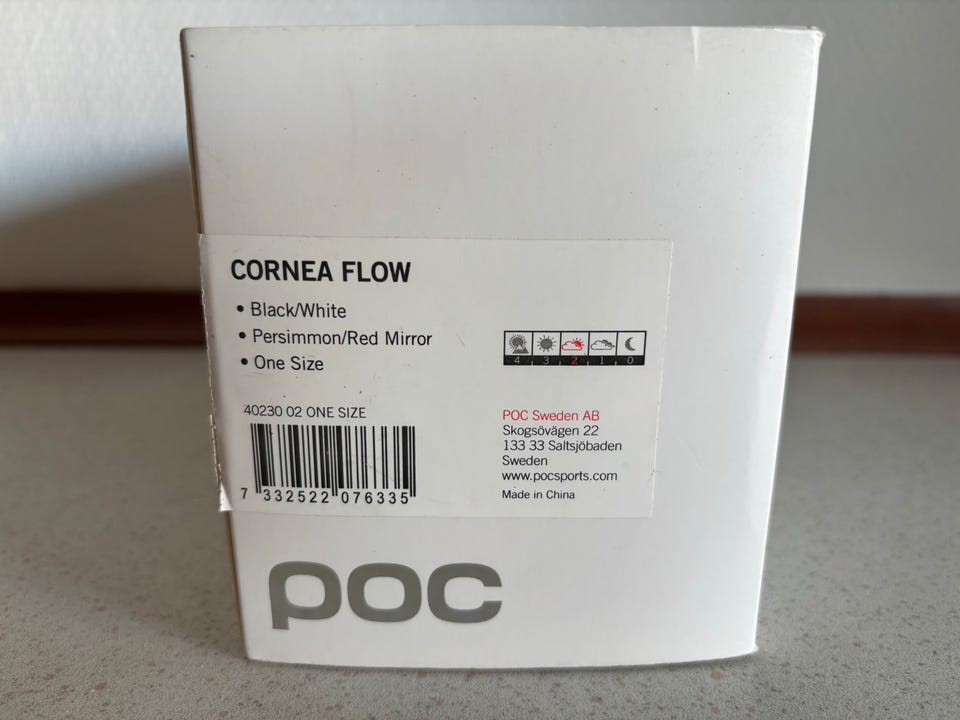 CORNEA FLOW
• Black/White
• Persimmon/Red Mirror
• One Size
4 3 2 1 0
40230 02 ONE SIZE
7 332522 076335
POC Sweden AB
Skogsövägen 22
133 33 Saltsjöbaden
Sweden
www.pocsports.com
Made in China
POC